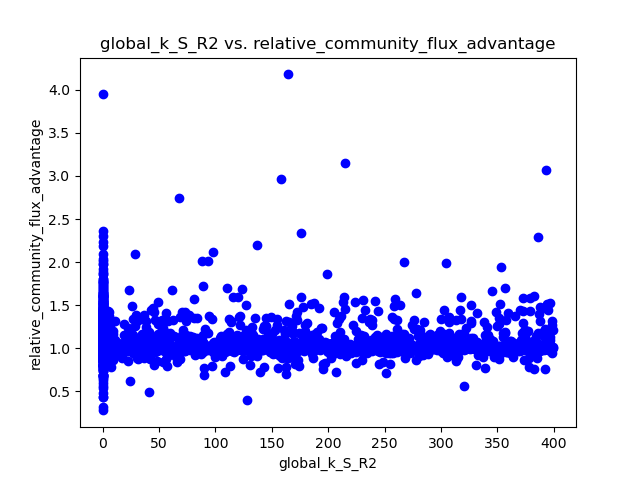 global_k_S_R2 vs. relative_community_flux_advantage
relative_community_flux_advantage
4.0
3.5
3.0
2.5
2.0
1.5
1.0
0.5
0 50 100 150 200 250 300 350 400
global_k_S_R2